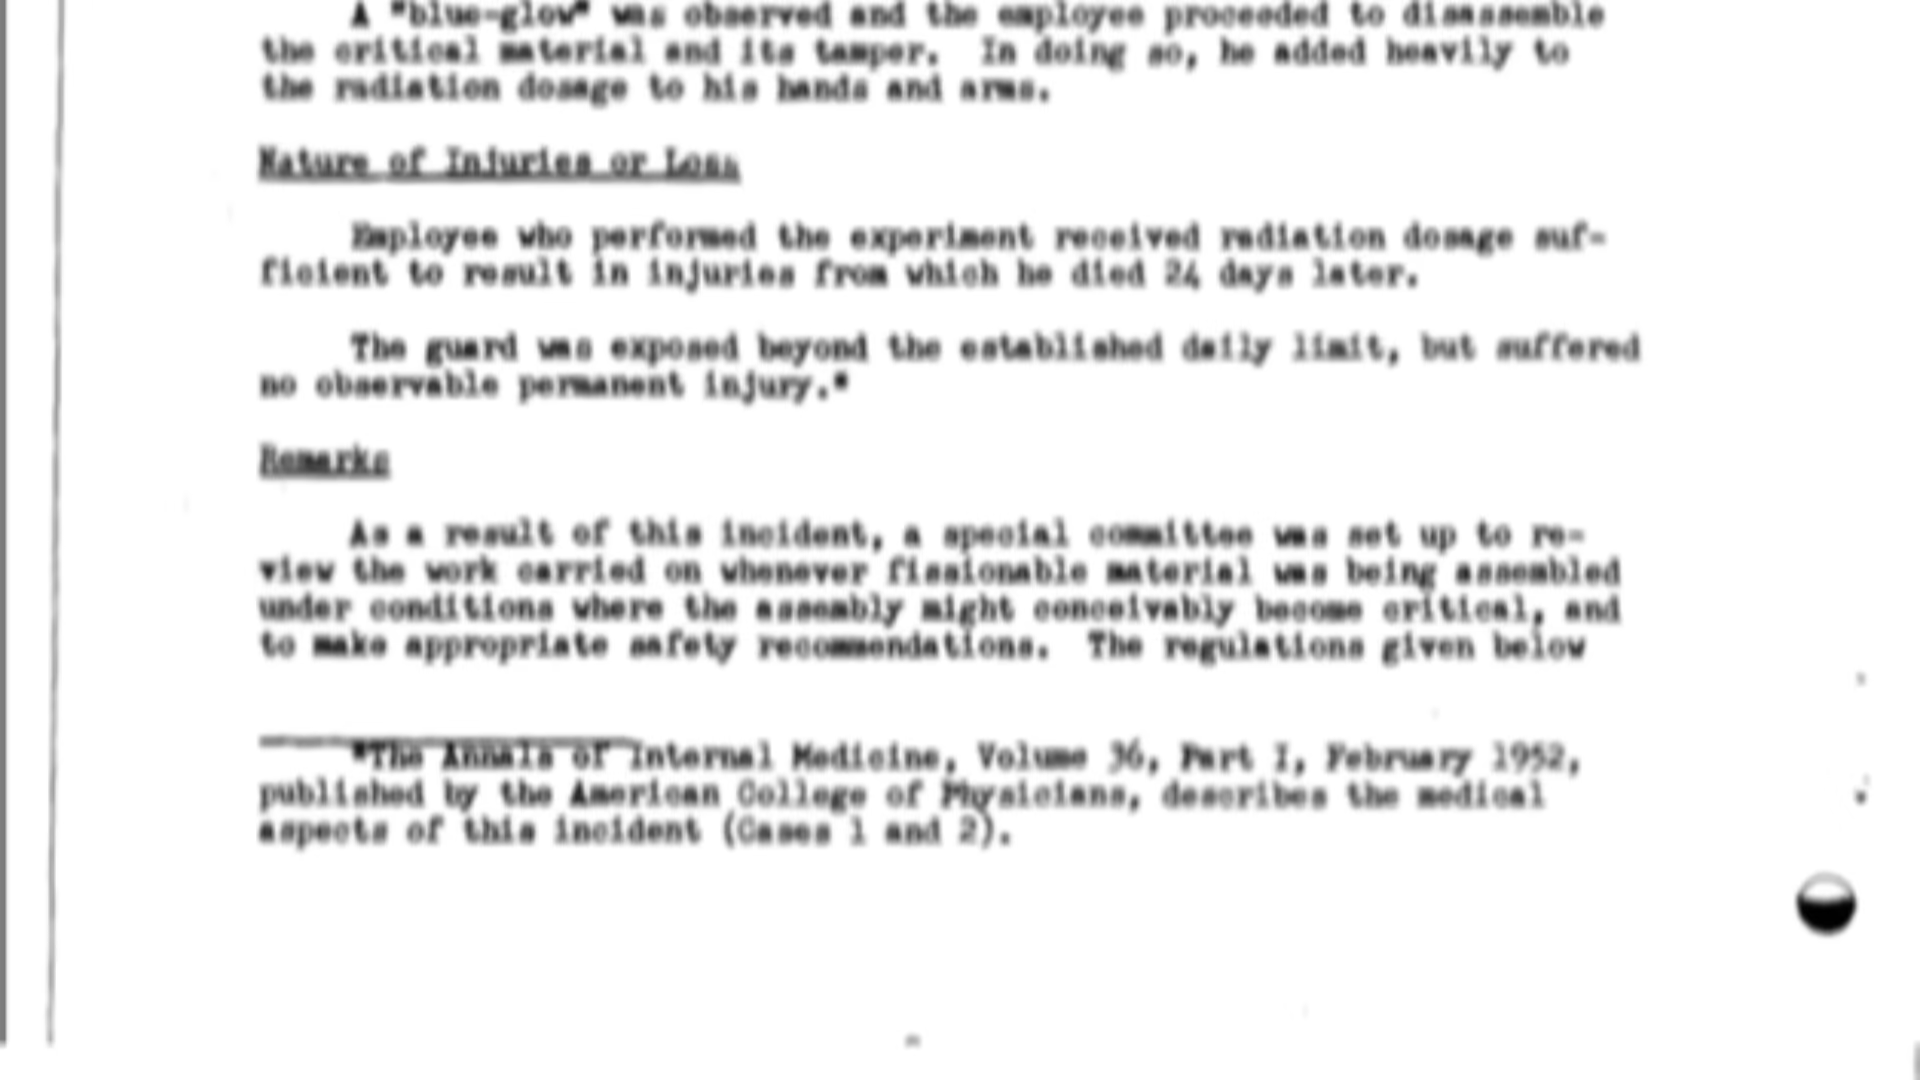 A "blue-glow" was observed and the employee proceeded to disassemble
the critical material and its tamper. In doing so, he added heavily to
the radiation dosage to his hands and arms.
Nature of Injuries or Loss
Employee who performed the experiment received radiation dosage suf-
ficient to result in injuries from which he died 24 days later.
The guard was exposed beyond the established daily limit, but suffered
no observable permanent injury.*
Remarks
As a result of this incident, a special committee was set up to re-
view the work carried on whenever fissionable material was being assembled
under conditions where the assembly might conceivably become critical, and
to make appropriate safety recommendations. The regulations given below
*The Annals of Internal Medicine, Volume 36, Part I, February 1952,
published by the American College of Physicians, describes the medical
aspects of this incident (Cases 1 and 2).